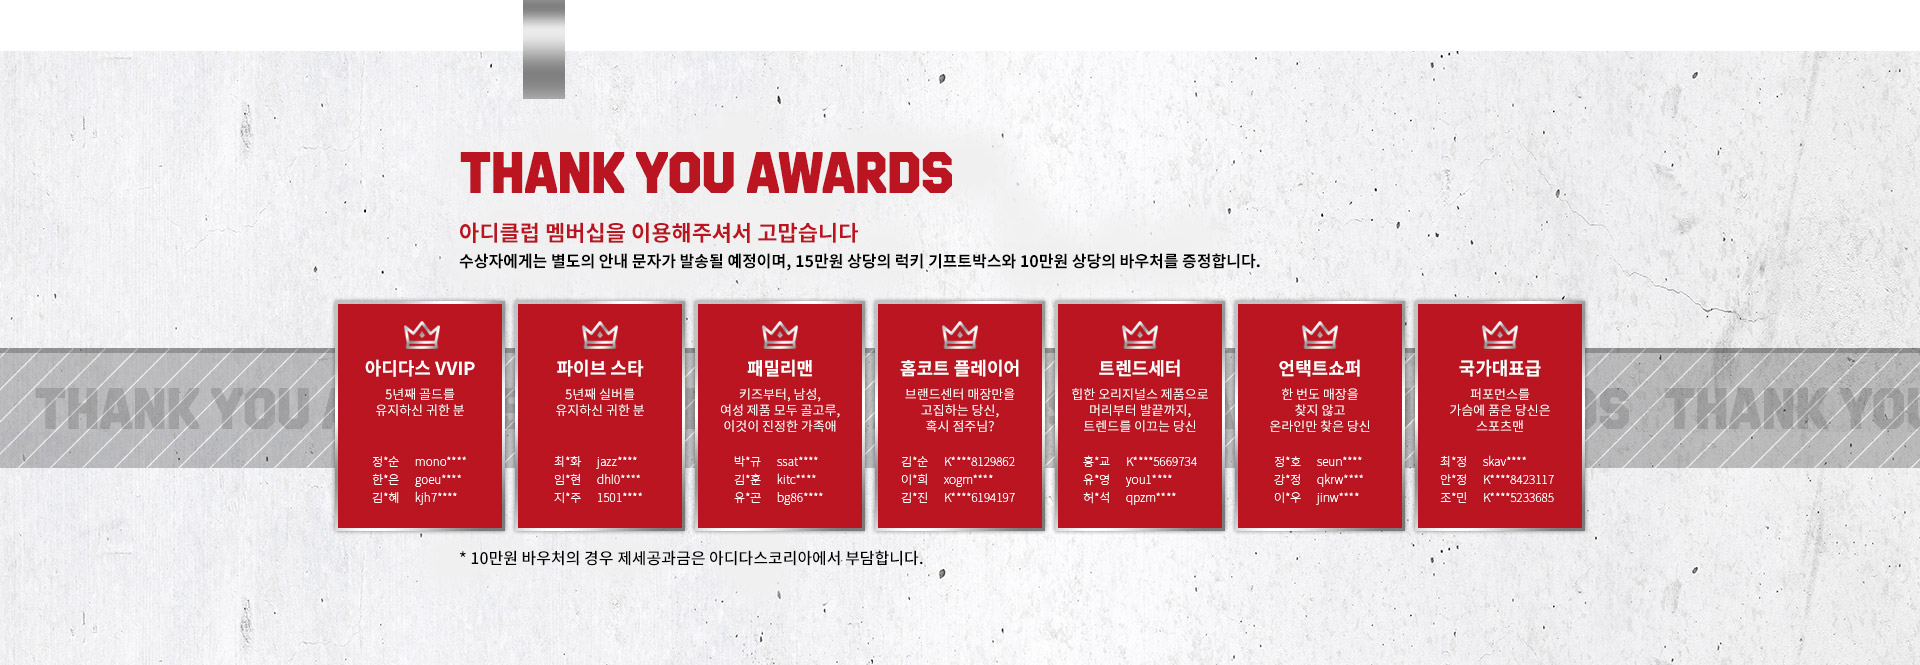 THANK YOU AWARDS
아디클럽 멤버십을 이용해주셔서 고맙습니다
수상자에게는 별도의 안내 문자가 발송될 예정이며, 15만원 상당의 럭키 기프트박스와 10만원 상당의 바우처를 증정합니다.
아디다스 VVIP
5년째 골드를
유지하신 귀한 분
정*순 mono****
한*은 goeu****
김*혜 kjh7****
파이브 스타
5년째 실버를
유지하신 귀한 분
최*화 jazz****
임*현 dhl0****
지*주 1501****
패밀리맨
키즈부터, 남성,
여성 제품 모두 골고루,
이것이 진정한 가족애
박*규 ssat****
김*훈 kitc****
유*곤 bg86****
홈코트 플레이어
브랜드센터 매장만을
고집하는 당신,
혹시 점주님?
김*순 K****8129862
이*희 xogm****
김*진 K****6194197
트렌드세터
힙한 오리지널스 제품으로
머리부터 발끝까지,
트렌드를 이끄는 당신
홍*교 K****5669734
유*영 you1****
허*석 qpzm****
언택트쇼퍼
한 번도 매장을
찾지 않고
온라인만 찾은 당신
정*호 seun****
강*정 qkrw****
이*우 jinw****
국가대표급
퍼포먼스를
가슴에 품은 당신은
스포츠맨
최*정 skav****
안*정 K****8423117
조*민 K****5233685
THANK YOU A
DS THANK YOU
* 10만원 바우처의 경우 제세공과금은 아디다스코리아에서 부담합니다.